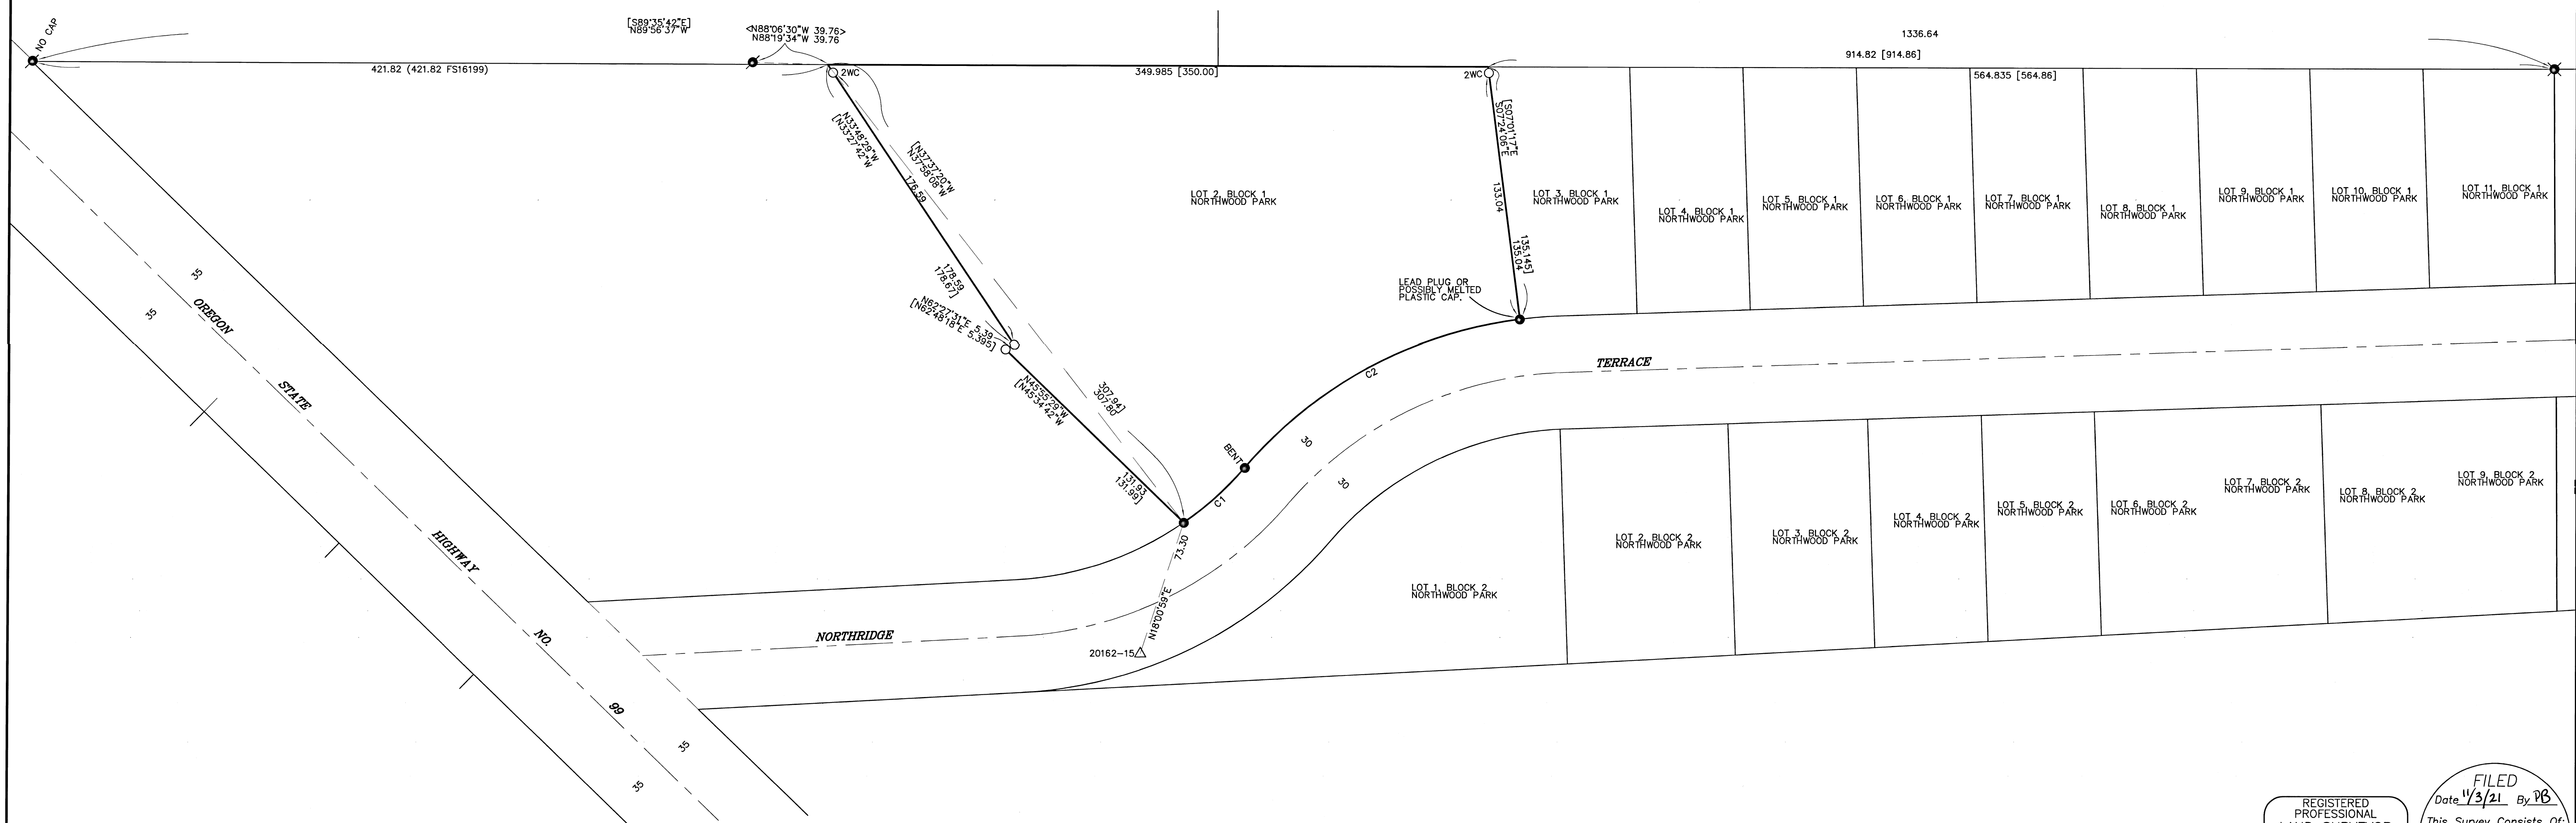 NO CAP
[S89°35'42"E]
N89°56'37"W
<N88°06'30"W 39.76>
N88°19'34"W 39.76
1336.64
914.82 [914.86]
421.82 (421.82 FS16199)
2WC
349.985 [350.00]
2WC
564.835 [564.86]
N33°48'29"W
[N33°27'42"W
176.59
[N37°37'20"W
N37°58'08"W
[S07°01'17"E
S07°24'06"E
133.04
135.145]
135.04
LOT 2, BLOCK 1
NORTHWOOD PARK
LOT 3, BLOCK 1
NORTHWOOD PARK
LOT 4, BLOCK 1
NORTHWOOD PARK
LOT 5, BLOCK 1
NORTHWOOD PARK
LOT 6, BLOCK 1
NORTHWOOD PARK
LOT 7, BLOCK 1
NORTHWOOD PARK
LOT 8, BLOCK 1
NORTHWOOD PARK
LOT 9, BLOCK 1
NORTHWOOD PARK
LOT 10, BLOCK 1
NORTHWOOD PARK
LOT 11, BLOCK 1
NORTHWOOD PARK
178.59
178.67]
N62°27'31"E 5.39
[N62°48'18"E 5.395]
LEAD PLUG OR
POSSIBLY MELTED
PLASTIC CAP.
35
35
OREGON
STATE
HIGHWAY
NO.
99
35
35
N45°55'29"W
[N45°34'42"W
307.94]
307.80
131.93
131.99]
C2
C1
BENT
30
30
TERRACE
73.30
N18°00'59"E
20162-15
NORTHRIDGE
LOT 1, BLOCK 2
NORTHWOOD PARK
LOT 2, BLOCK 2
NORTHWOOD PARK
LOT 3, BLOCK 2
NORTHWOOD PARK
LOT 4, BLOCK 2
NORTHWOOD PARK
LOT 5, BLOCK 2
NORTHWOOD PARK
LOT 6, BLOCK 2
NORTHWOOD PARK
LOT 7, BLOCK 2
NORTHWOOD PARK
LOT 8, BLOCK 2
NORTHWOOD PARK
LOT 9, BLOCK 2
NORTHWOOD PARK
REGISTERED
PROFESSIONAL
FILED
Date 11/3/21 By PB
This Survey Consists Of: